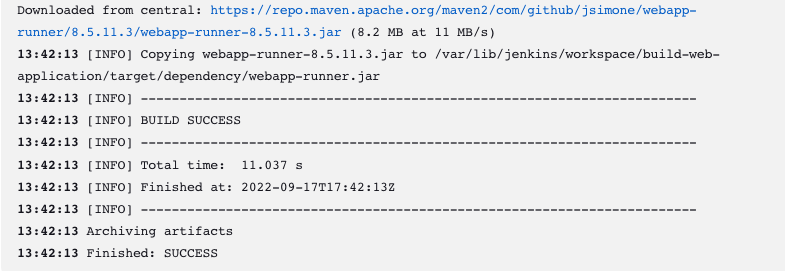 Downloaded from central: https://repo.maven.apache.org/maven2/com/github/jsimone/webapp-
runner/8.5.11.3/webapp-runner-8.5.11.3.jar (8.2 MB at 11 MB/s)
13:42:13 [INFO] Copying webapp-runner-8.5.11.3.jar to /var/lib/jenkins/workspace/build-web-
application/target/dependency/webapp-runner.jar
13:42:13 [INFO] ------------------------------------------------------------------------
13:42:13 [INFO] BUILD SUCCESS
13:42:13 [INFO] ------------------------------------------------------------------------
13:42:13 [INFO] Total time:  11.037 s
13:42:13 [INFO] Finished at: 2022-09-17T17:42:13Z
13:42:13 [INFO] ------------------------------------------------------------------------
13:42:13 Archiving artifacts
13:42:13 Finished: SUCCESS